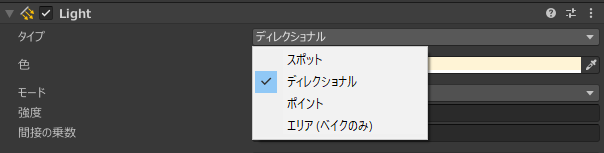 Light
タイプ
ディレクショナル
スポット
色
ディレクショナル
モード
ポイント
強度
エリア (ベイクのみ)
間接の乗数